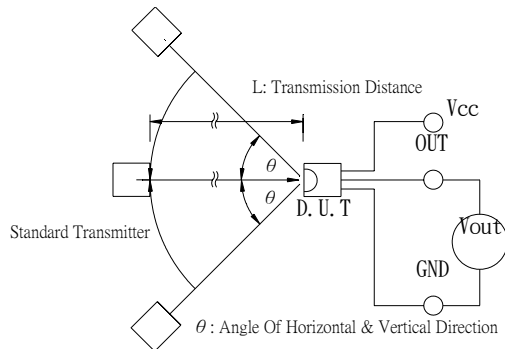 L: Transmission Distance
Vcc
OUT
θ
θ
D.U.T
Standard Transmitter
Vout
GND
θ: Angle Of Horizontal & Vertical Direction